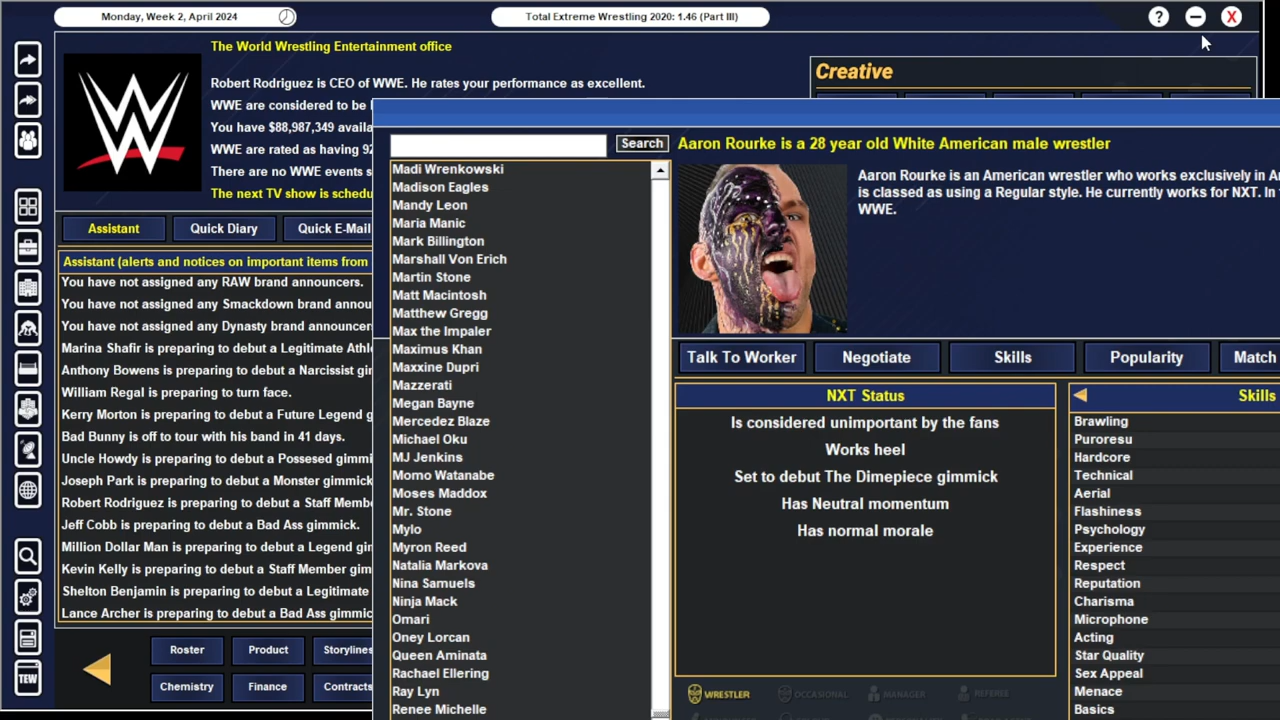 Monday, Week 2, April 2024
Total Extreme Wrestling 2020: 1.46 (Part III)
?
X
The World Wrestling Entertainment office
Robert Rodriguez is CEO of WWE. He rates your performance as excellent.
WWE are considered to be
You have $88,987,349 availa
WWE are rated as having 92
There are no WWE events s
The next TV show is schedu
Creative
Assistant
Quick Diary
Quick E-Mail
Assistant (alerts and notices on important items from
You have not assigned any RAW brand announcers.
You have not assigned any Smackdown brand annou
You have not assigned any Dynasty brand announcers
Marina Shafir is preparing to debut a Legitimate Athl
Anthony Bowens is preparing to debut a Narcissist gi
William Regal is preparing to turn face.
Kerry Morton is preparing to debut a Future Legend g
Bad Bunny is off to tour with his band in 41 days.
Uncle Howdy is preparing to debut a Possesed gimmi
Joseph Park is preparing to debut a Monster gimmick
Robert Rodriguez is preparing to debut a Staff Membe
Jeff Cobb is preparing to debut a Bad Ass gimmick.
Million Dollar Man is preparing to debut a Legend gi
Kevin Kelly is preparing to debut a Staff Member gim
Shelton Benjamin is preparing to debut a Legitimate
Lance Archer is preparing to debut a Bad Ass gimmic
Roster
Product
Storylines
Chemistry
Finance
Contracts
TEW
Search
Madi Wrenkowski
Madison Eagles
Mandy Leon
Maria Manic
Mark Billington
Marshall Von Erich
Martin Stone
Matt Macintosh
Matthew Gregg
Max the Impaler
Maximus Khan
Maxxine Dupri
Mazzerati
Megan Bayne
Mercedez Blaze
Michael Oku
MJ Jenkins
Momo Watanabe
Moses Maddox
Mr. Stone
Mylo
Myron Reed
Natalia Markova
Nina Samuels
Ninja Mack
Omari
Oney Lorcan
Queen Aminata
Rachael Ellering
Ray Lyn
Renee Michelle
Aaron Rourke is a 28 year old White American male wrestler
Aaron Rourke is an American wrestler who works exclusively in A
is classed as using a Regular style. He currently works for NXT. In
WWE.
Talk To Worker
Negotiate
Skills
Popularity
Match
NXT Status
Is considered unimportant by the fans
Works heel
Set to debut The Dimepiece gimmick
Has Neutral momentum
Has normal morale
WRESTLER
OCCASIONAL
MANAGER
REFEREE
Skills
Brawling
Puroresu
Hardcore
Technical
Aerial
Flashiness
Psychology
Experience
Respect
Reputation
Charisma
Microphone
Acting
Star Quality
Sex Appeal
Menace
Basics